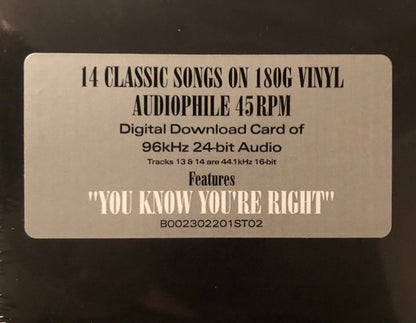 14 CLASSIC SONGS ON 180G VINYL
AUDIOPHILE 45RPM
Digital Download Card of
96kHz 24-bit Audio
Tracks 13 & 14 are 44.1kHz 16-bit
Features
"YOU KNOW YOU'RE RIGHT"
B002302201ST02